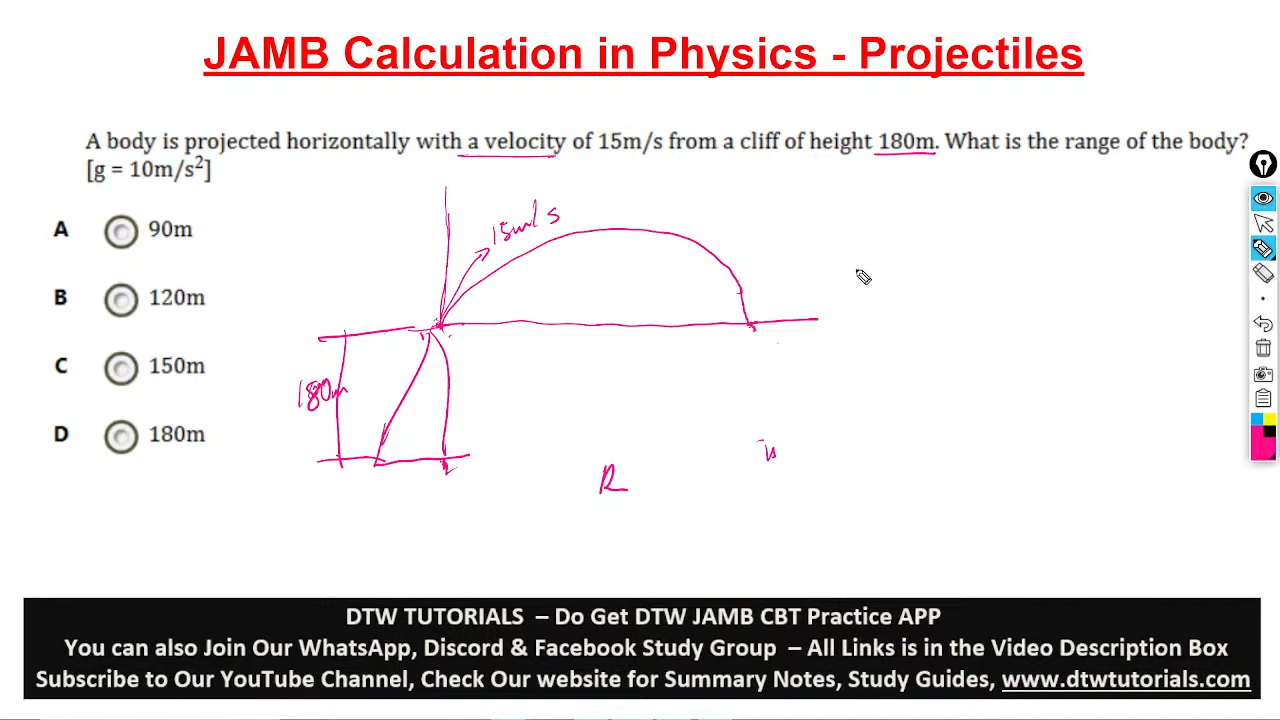 JAMB Calculation in Physics - Projectiles
A body is projected horizontally with a velocity of 15m/s from a cliff of height 180m. What is the range of the body?
[g = 10m/s²]
A 90m
B 120m
C 150m
D 180m
15m/s
180m
R
DTW TUTORIALS – Do Get DTW JAMB CBT Practice APP
You can also Join Our WhatsApp, Discord & Facebook Study Group – All Links is in the Video Description Box
Subscribe to Our YouTube Channel, Check Our website for Summary Notes, Study Guides, www.dtwtutorials.com